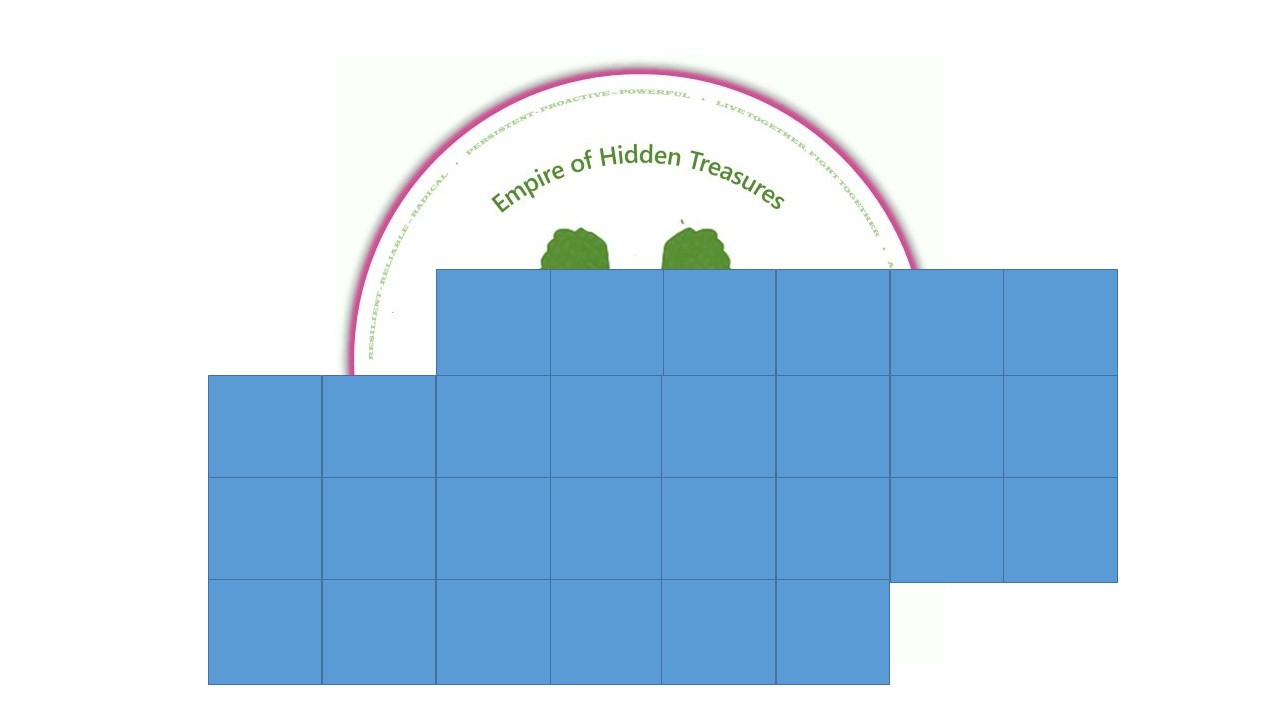 RESILIENT-RELIABLE-RADICAL • PERSISTENT-PROACTIVE-POWERFUL • LIVE TOGETHER, FIGHT TOGETHER •
Empire of Hidden Treasures